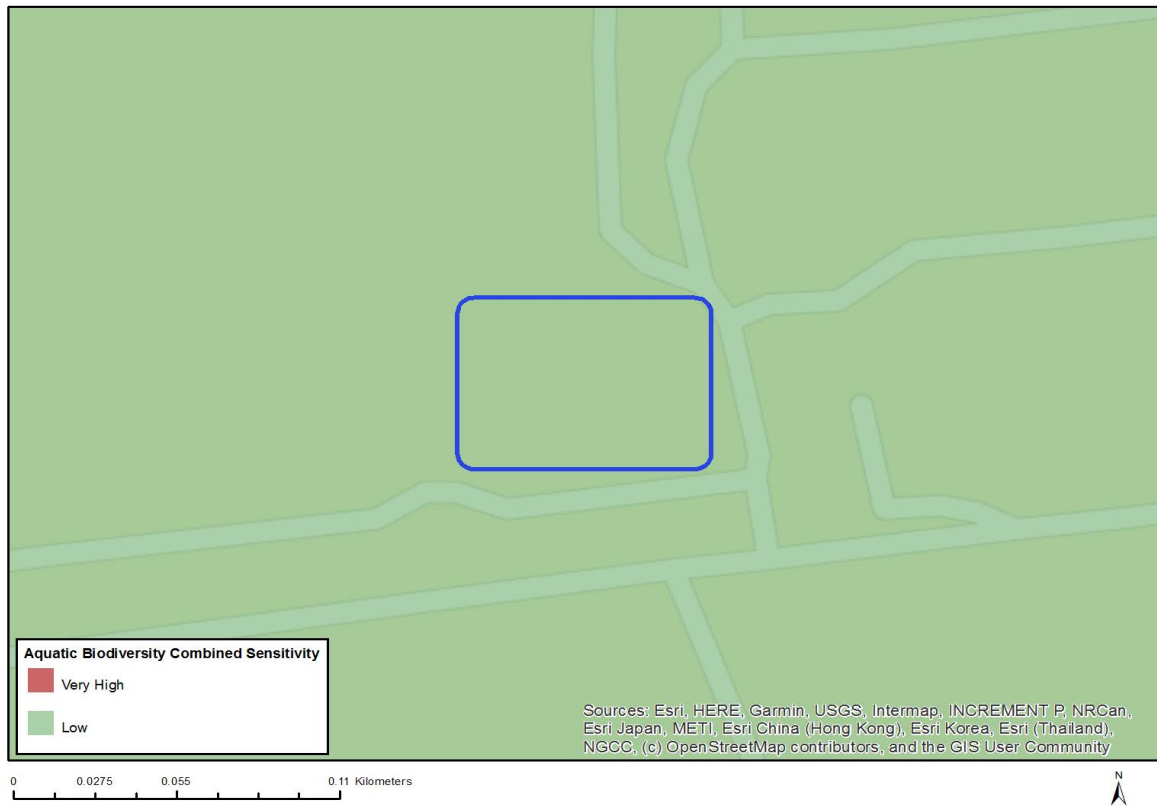 Aquatic Biodiversity Combined Sensitivity
Very High
Low
Sources: Esri, HERE, Garmin, USGS, Intermap, INCREMENT P, NRCan,
Esri Japan, METI, Esri China (Hong Kong), Esri Korea, Esri (Thailand),
NGCC, (c) OpenStreetMap contributors, and the GIS User Community
0 0.0275 0.055 0.11 Kilometers
N